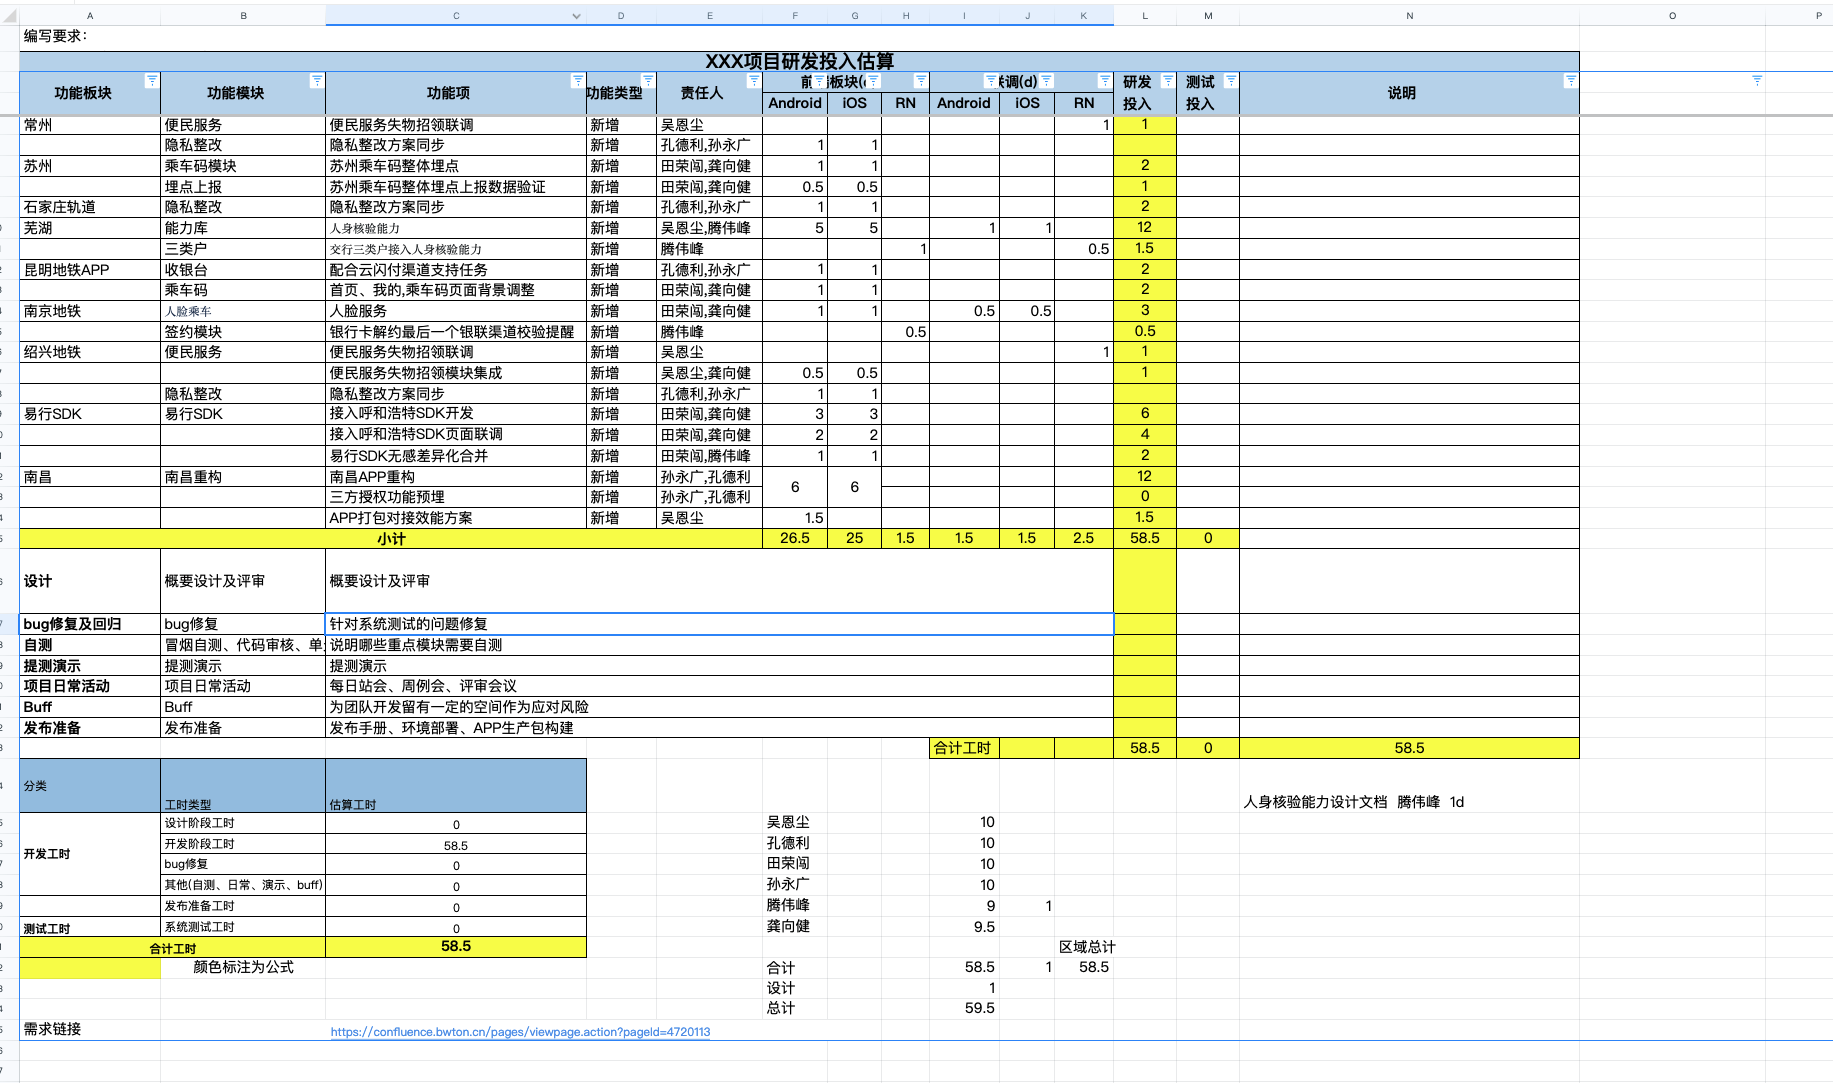 A B C D E F G H I J K L M N O P
编写要求：
XXX项目研发投入估算
功能板块 功能模块 功能项 功能类型 责任人 前 板块( 调(d) 研发投入 测试投入 说明
Android iOS RN Android iOS RN
常州 便民服务 便民服务失物招领联调 新增 吴恩尘 1 1
隐私整改 隐私整改方案同步 新增 孔德利,孙永广 1 1
苏州 乘车码模块 苏州乘车码整体埋点 新增 田荣闯,龚向健 1 1 2
埋点上报 苏州乘车码整体埋点上报数据验证 新增 田荣闯,龚向健 0.5 0.5 1
石家庄轨道 隐私整改 隐私整改方案同步 新增 孔德利,孙永广 1 1 2
芜湖 能力库 人身核验能力 新增 吴恩尘,腾伟峰 5 5 1 1 12
三类户 交行三类户接入人身核验能力 新增 腾伟峰 1 0.5 1.5
昆明地铁APP 收银台 配合云闪付渠道支持任务 新增 孔德利,孙永广 1 1 2
乘车码 首页、我的,乘车码页面背景调整 新增 田荣闯,龚向健 1 1 2
南京地铁 人脸乘车 人脸服务 新增 田荣闯,龚向健 1 1 0.5 0.5 3
签约模块 银行卡解约最后一个银联渠道校验提醒 新增 腾伟峰 0.5 0.5
绍兴地铁 便民服务 便民服务失物招领联调 新增 吴恩尘 1 1
便民服务失物招领模块集成 新增 吴恩尘,龚向健 0.5 0.5 1
隐私整改 隐私整改方案同步 新增 孔德利,孙永广 1 1
易行SDK 易行SDK 接入呼和浩特SDK开发 新增 田荣闯,龚向健 3 3 6
接入呼和浩特SDK页面联调 新增 田荣闯,龚向健 2 2 4
易行SDK无感差异化合并 新增 田荣闯,腾伟峰 1 1 2
南昌 南昌重构 南昌APP重构 新增 孙永广,孔德利 6 6 12
三方授权功能预埋 新增 孙永广,孔德利 0
APP打包对接效能方案 新增 吴恩尘 1.5 1.5
小计 26.5 25 1.5 1.5 1.5 2.5 58.5 0
设计 概要设计及评审 概要设计及评审
bug修复及回归 bug修复 针对系统测试的问题修复
自测 冒烟自测、代码审核、单 说明哪些重点模块需要自测
提测演示 提测演示 提测演示
项目日常活动 项目日常活动 每日站会、周例会、评审会议
Buff Buff 为团队开发留有一定的空间作为应对风险
发布准备 发布准备 发布手册、环境部署、APP生产包构建
合计工时 58.5 0 58.5
分类 工时类型 估算工时 人身核验能力设计文档 腾伟峰 1d
开发工时 设计阶段工时 0 吴恩尘 10
开发阶段工时 58.5 孔德利 10
bug修复 0 田荣闯 10
其他(自测、日常、演示、buff) 0 孙永广 10
发布准备工时 0 腾伟峰 9 1
测试工时 系统测试工时 0 龚向健 9.5
合计工时 58.5 区域总计
颜色标注为公式 合计 58.5 1 58.5
设计 1
总计 59.5
需求链接 https://confluence.bwton.cn/pages/viewpage.action?pageId=4720113